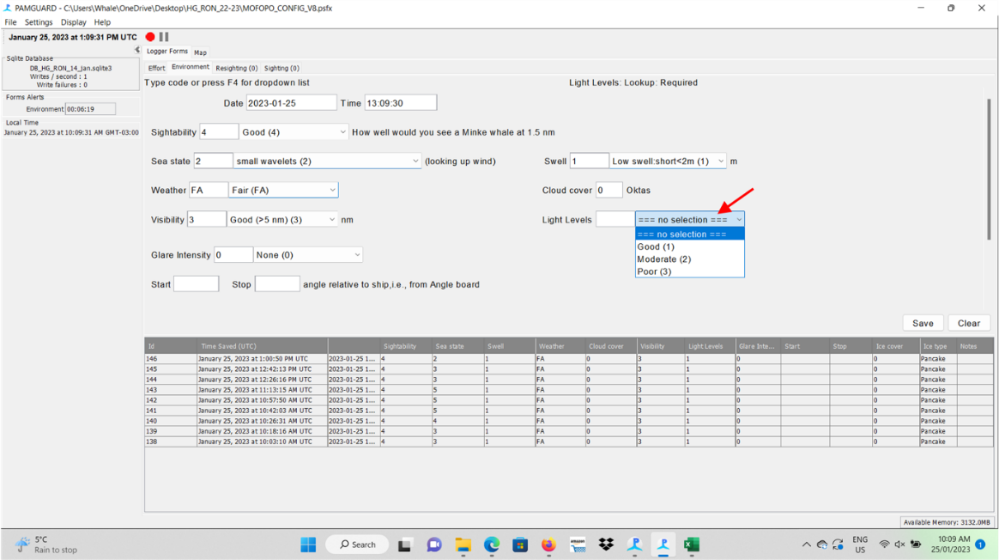 PAMGUARD - C:\Users\Whale\OneDrive\Desktop\HG_RON_22-23\MOFOPO_CONFIG_V8.psfx
File Settings Display Help
January 25, 2023 at 1:09:31 PM UTC
Sqlite Database
DB_HG_RON_14_Jan.sqlite3
Writes / second : 1
Write failures : 0
Forms Alerts
Environment 00:06:19
Local Time
January 25, 2023 at 10:09:31 AM GMT-03:00
Logger Forms Map
Effort Environment Resighting (0) Sighting (0)
Type code or press F4 for dropdown list Light Levels: Lookup: Required
Date 2023-01-25 Time 13:09:30
Sightability 4 Good (4) How well would you see a Minke whale at 1.5 nm
Sea state 2 small wavelets (2) (looking up wind) Swell 1 Low swell:short<2m (1) m
Weather FA Fair (FA) Cloud cover 0 Oktas
Visibility 3 Good (>5 nm) (3) nm Light Levels === no selection ===
=== no selection ===
Good (1)
Moderate (2)
Poor (3)
Glare Intensity 0 None (0)
Start Stop angle relative to ship,i.e., from Angle board
Save Clear
Id Time Saved (UTC) Sightability Sea state Swell Weather Cloud cover Visibility Light Levels Glare Inte... Start Stop Ice cover Ice type Notes
146 January 25, 2023 at 1:00:50 PM UTC 2023-01-25 1... 4 2 1 FA 0 3 1 0 0 Pancake
145 January 25, 2023 at 12:42:13 PM UTC 2023-01-25 1... 4 3 1 FA 0 3 1 0 0 Pancake
144 January 25, 2023 at 12:26:16 PM UTC 2023-01-25 1... 4 3 1 FA 0 3 1 0 0 Pancake
143 January 25, 2023 at 11:13:15 AM UTC 2023-01-25 1... 4 5 1 FA 0 3 1 0 0 Pancake
142 January 25, 2023 at 10:57:50 AM UTC 2023-01-25 1... 4 5 1 FA 0 3 1 0 0 Pancake
141 January 25, 2023 at 10:42:03 AM UTC 2023-01-25 1... 4 5 1 FA 0 3 1 0 0 Pancake
140 January 25, 2023 at 10:26:31 AM UTC 2023-01-25 1... 4 4 1 FA 0 3 1 0 0 Pancake
139 January 25, 2023 at 10:18:16 AM UTC 2023-01-25 1... 4 3 1 FA 0 3 1 0 0 Pancake
138 January 25, 2023 at 10:03:10 AM UTC 2023-01-25 1... 4 3 1 FA 0 3 1 0 0 Pancake
Available Memory: 3132.0MB
5°C
Rain to stop
Search
amazon
ENG
US
10:09 AM
25/01/2023
1